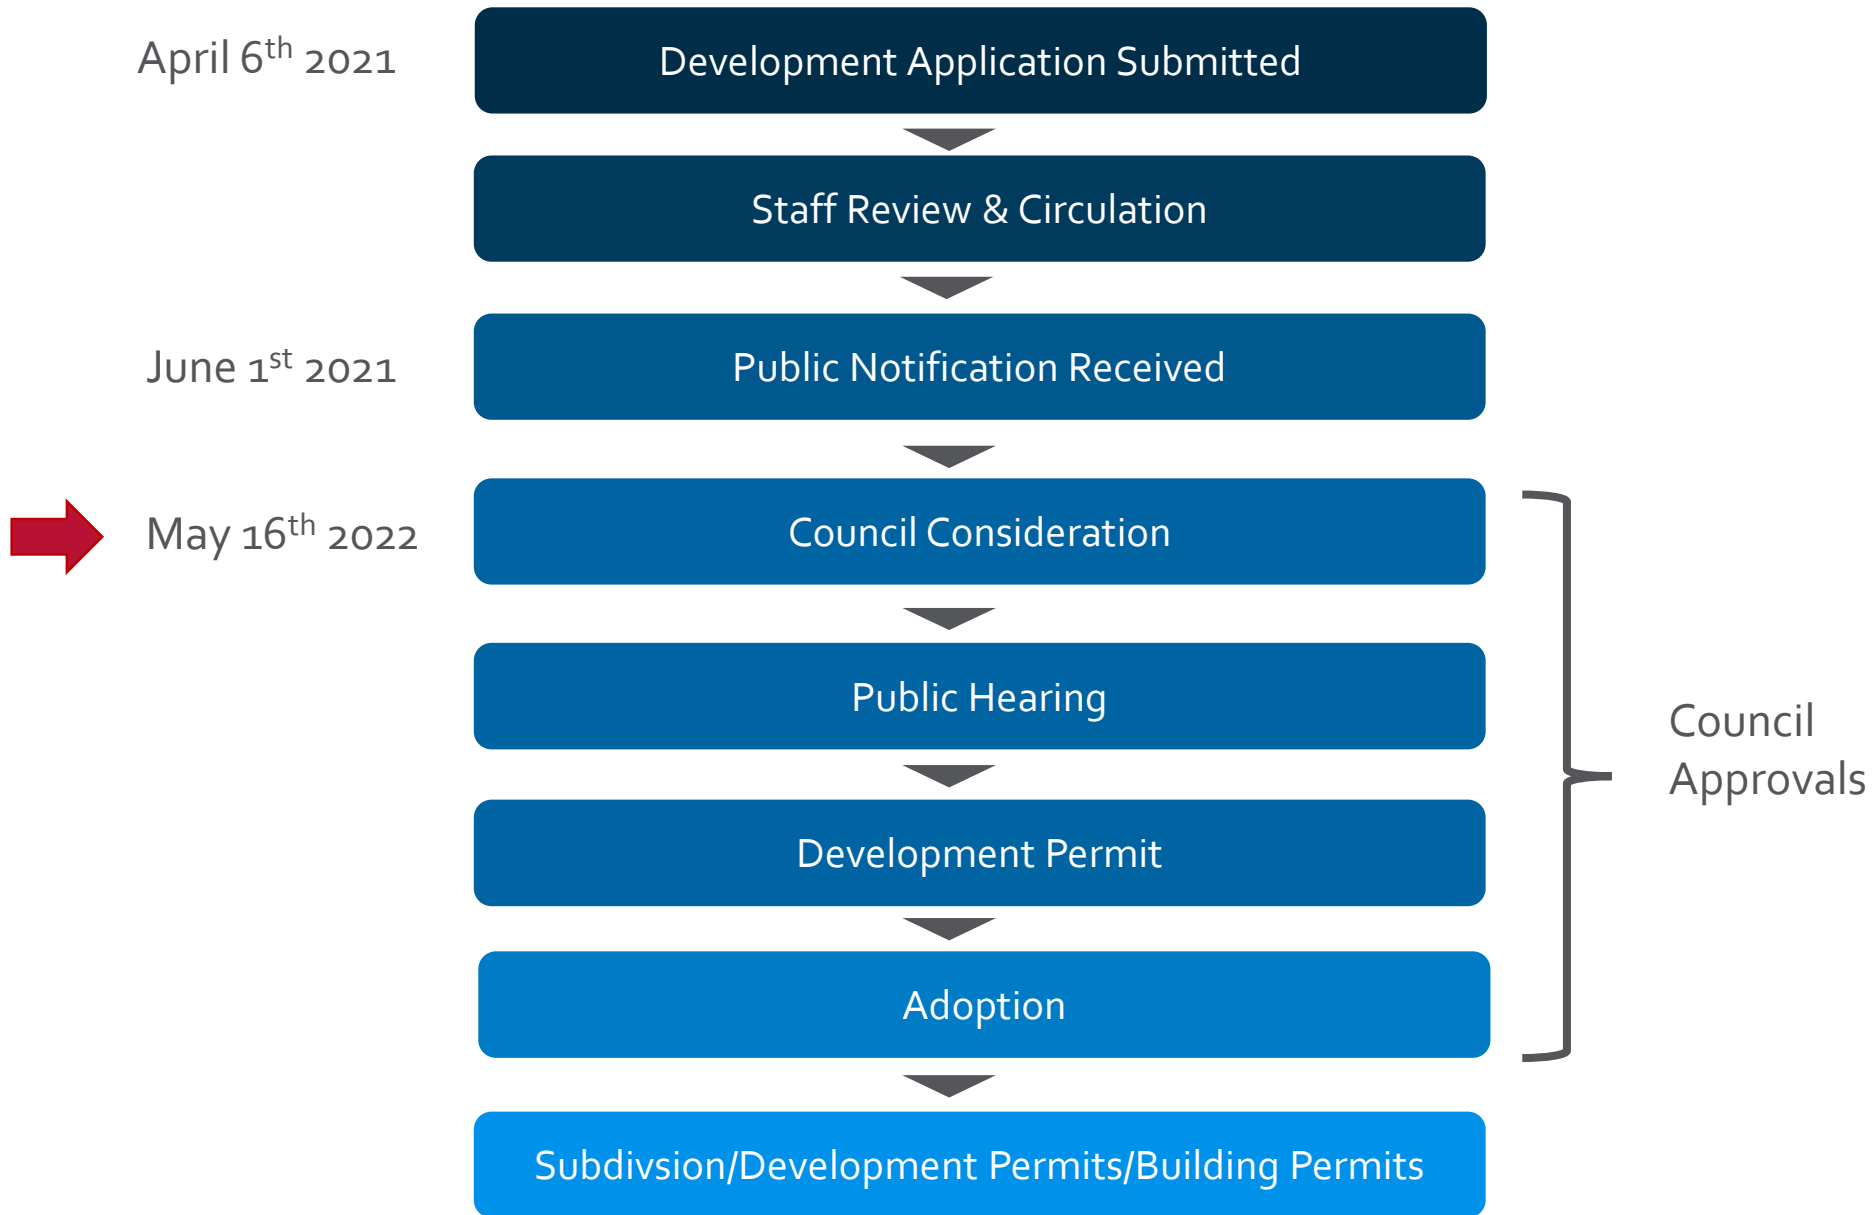 April 6th 2021
Development Application Submitted
Staff Review & Circulation
June 1st 2021
Public Notification Received
May 16th 2022
Council Consideration
Public Hearing
Council
Approvals
Development Permit
Adoption
Subdivsion/Development Permits/Building Permits